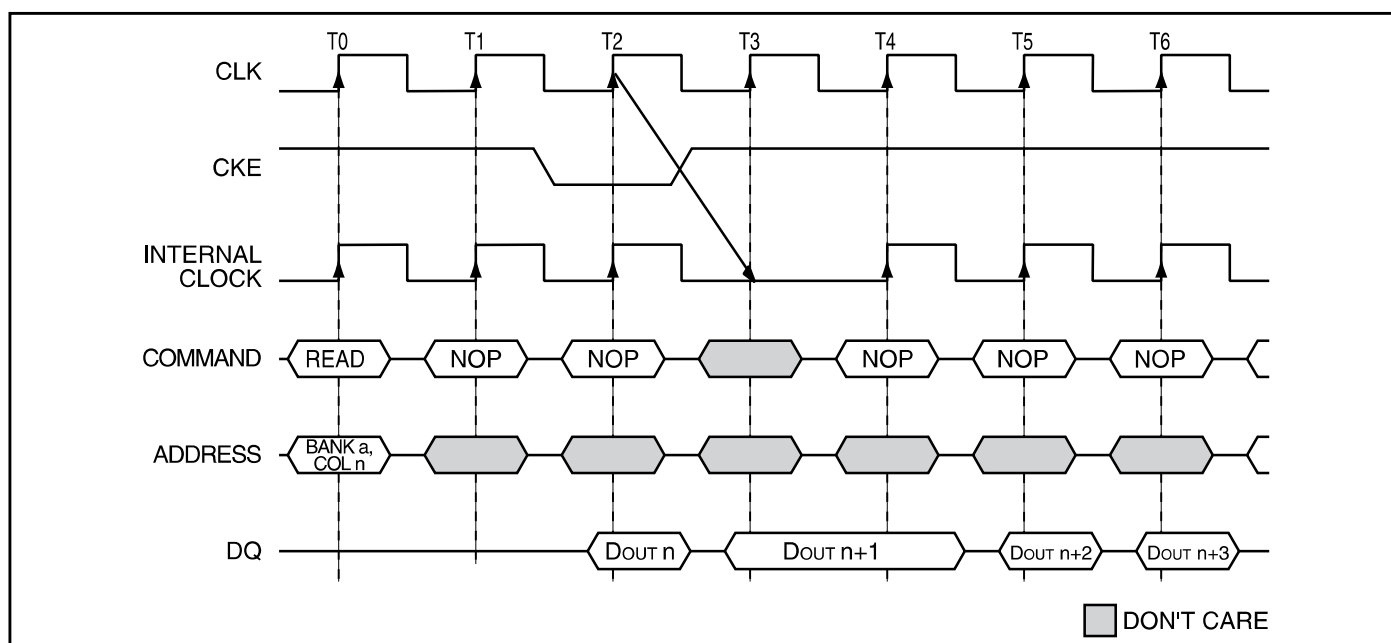 T0 T1 T2 T3 T4 T5 T6
CLK
CKE
INTERNAL
CLOCK
COMMAND READ NOP NOP NOP NOP NOP
ADDRESS BANK a,
COL n
DQ DOUT n DOUT n+1 DOUT n+2 DOUT n+3
DON'T CARE